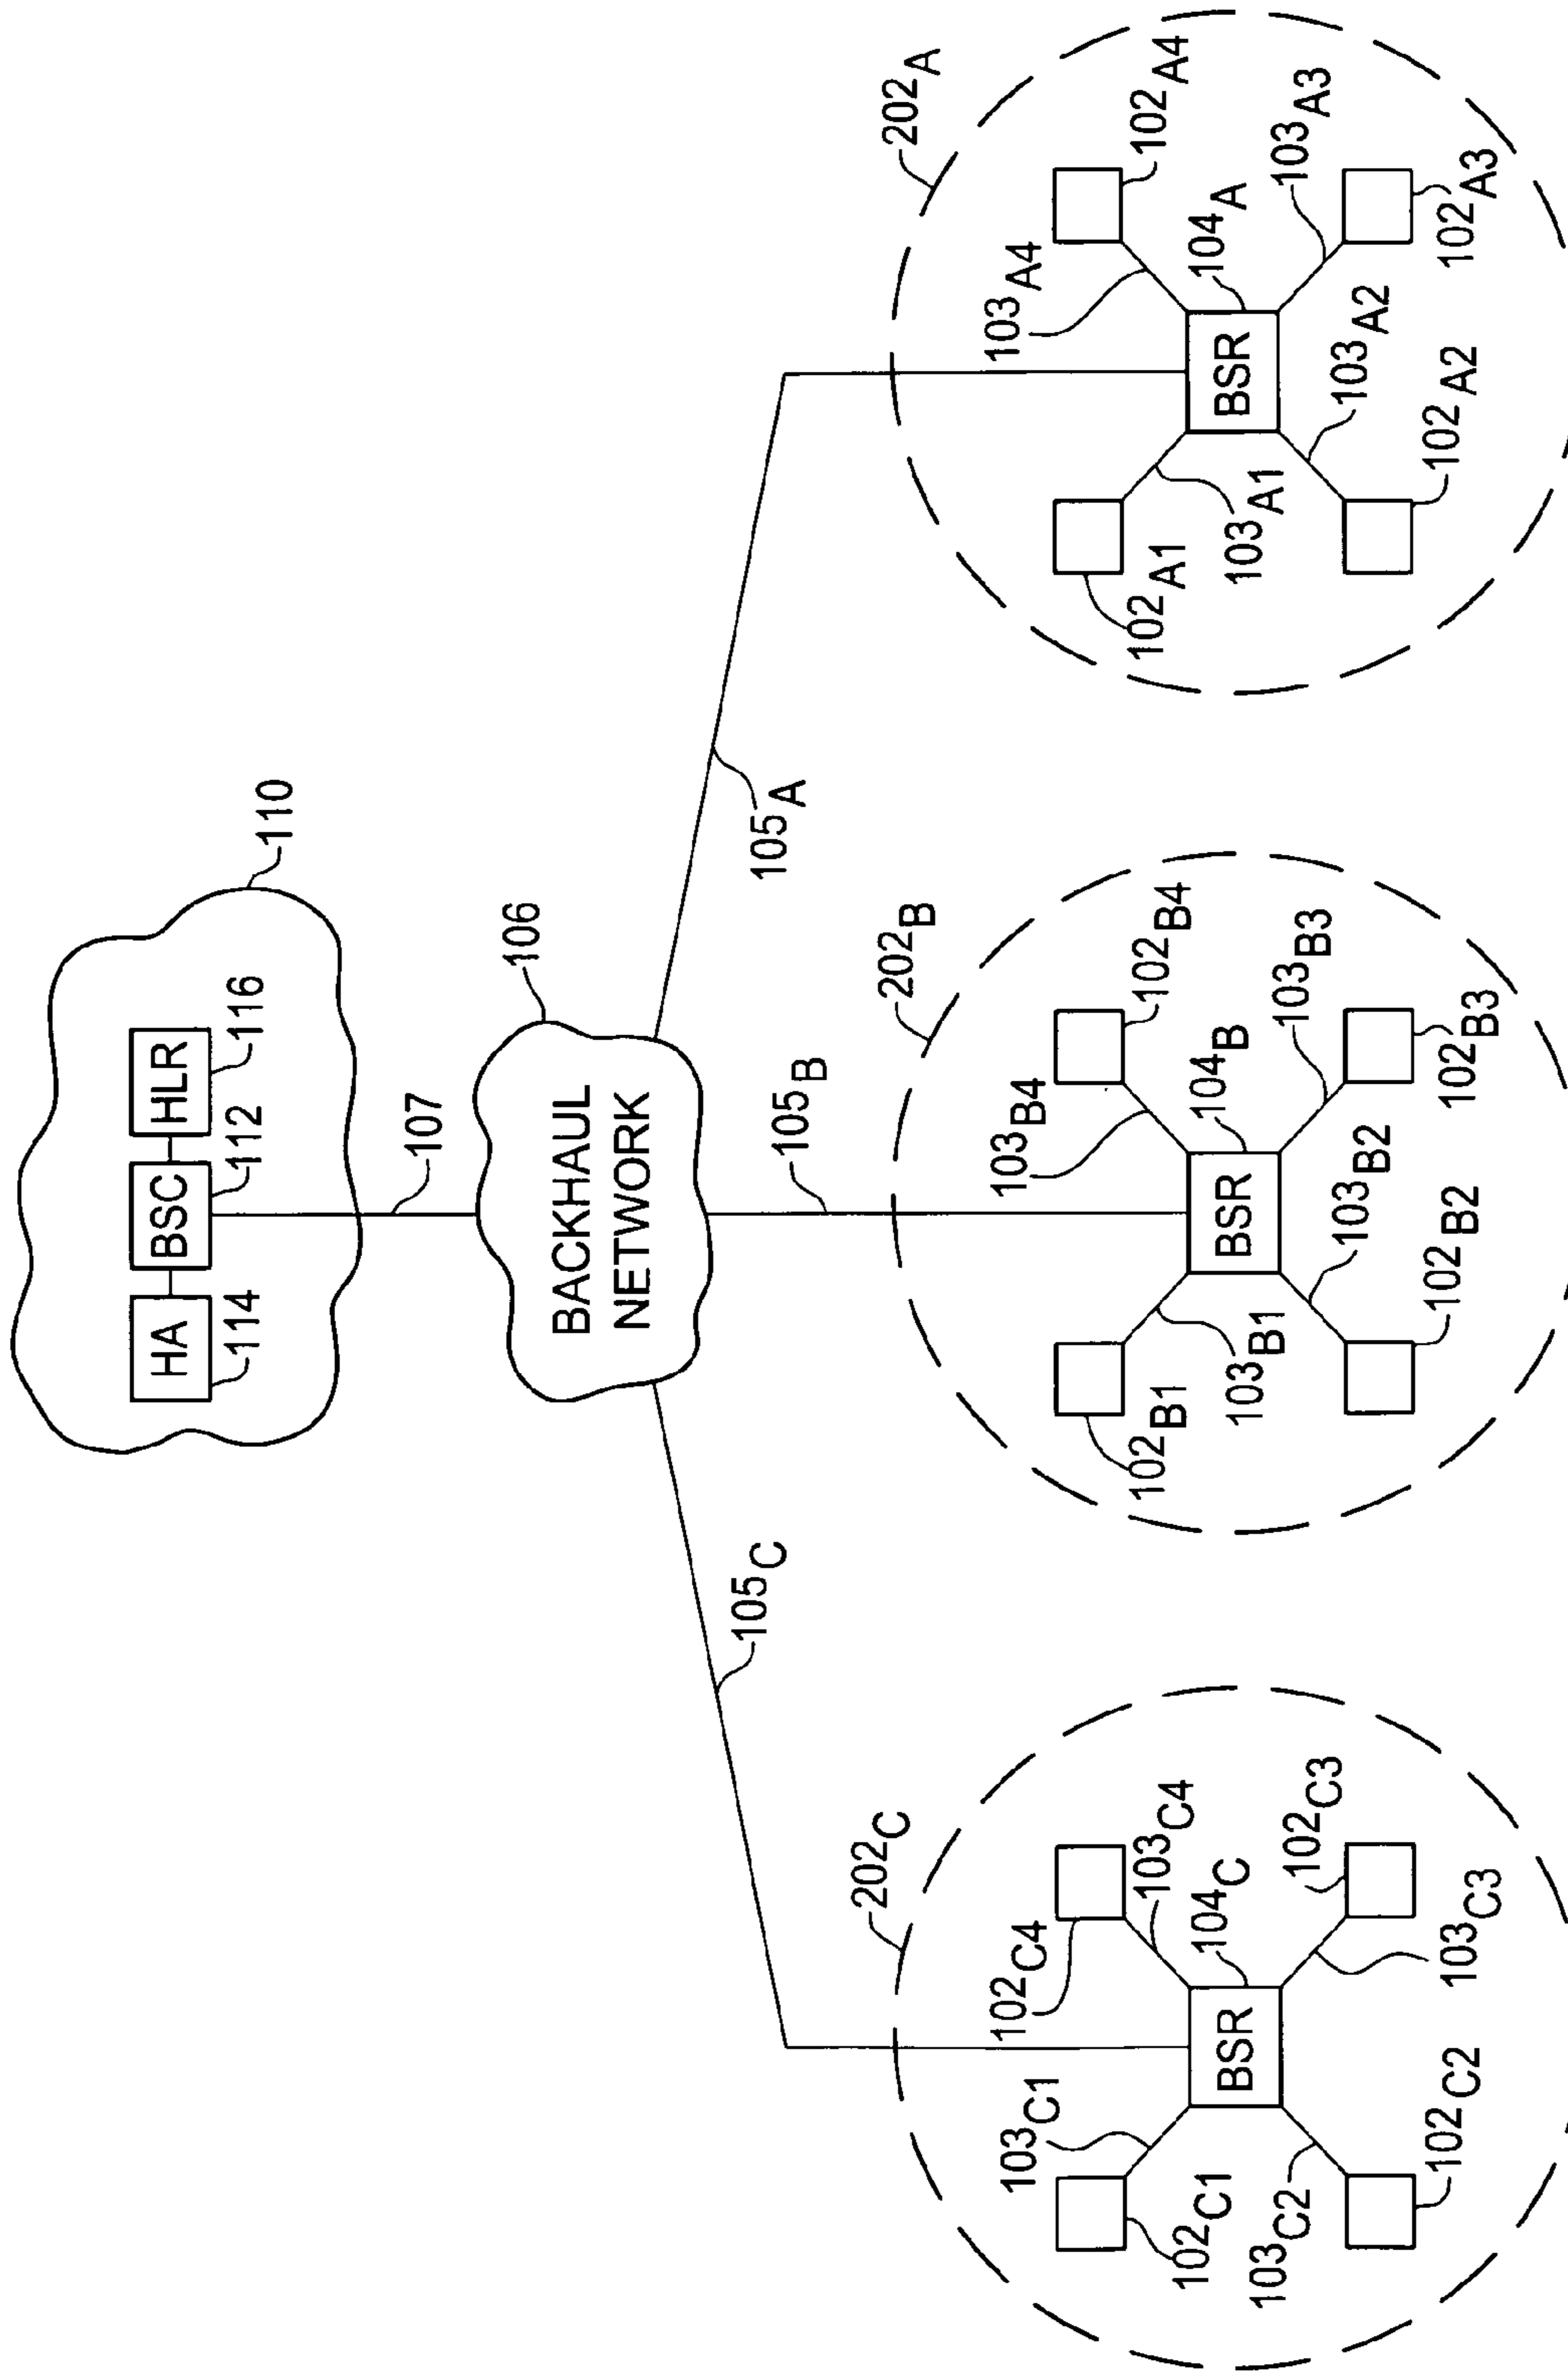 110
HA
BSC
HLR
114
112
116
107
106
BACKHAUL
NETWORK
105C
105B
105A
202C
202B
202A
103C1
102C4
103C4
102C1
104C
BSR
102C3
103C2
102C2
103C3
103B4
102B4
102B1
103B1
104B
BSR
103B3
103B2
102B2
102B3
103A4
102A4
102A1
103A1
104A
BSR
103A3
103A2
102A2
102A3